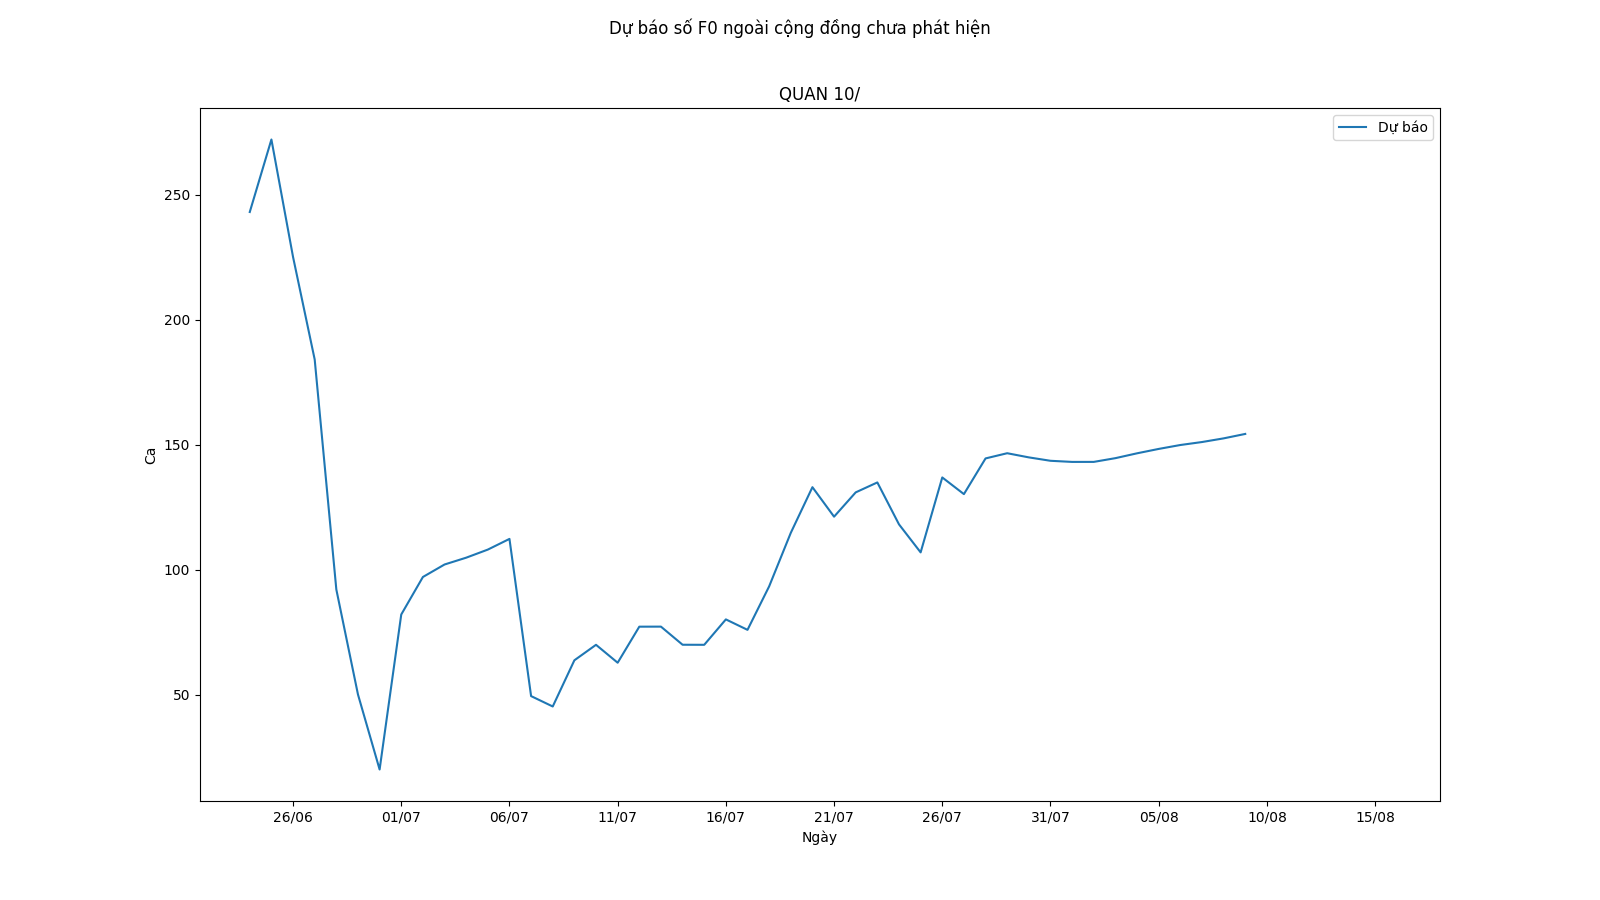 Dự báo số F0 ngoài cộng đồng chưa phát hiện
QUAN 10/
Dự báo
250
200
150
100
50
Ca
26/06 01/07 06/07 11/07 16/07 21/07 26/07 31/07 05/08 10/08 15/08
Ngày